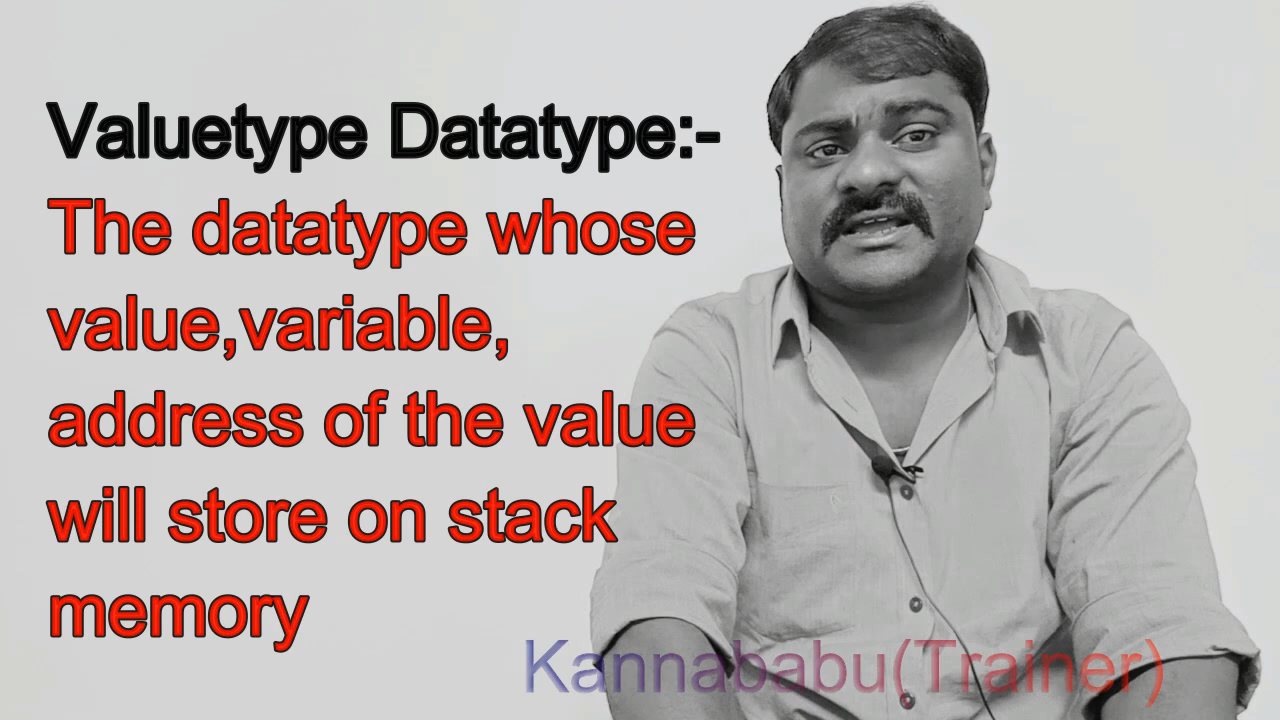 Valuetype Datatype:-
The datatype whose
value,variable,
address of the value
will store on stack
memory
Kannababu(Trainer)